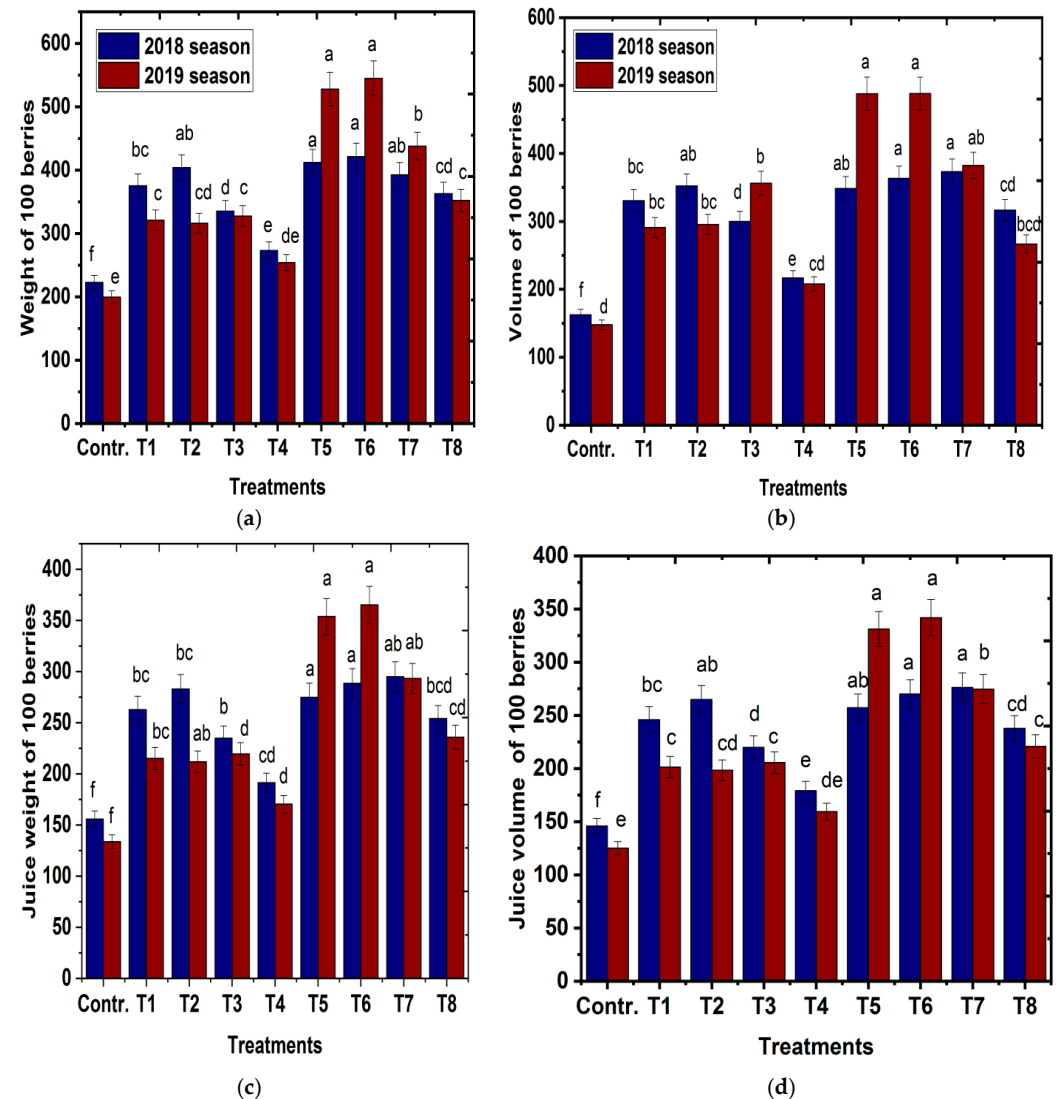 600
500
400
300
200
100
0
Weight of 100 berries
2018 season
2019 season
f e bc c ab cd d c e de a a a a ab b cd c
Contr. T1 T2 T3 T4 T5 T6 T7 T8
Treatments
(a)
600
500
400
300
200
100
0
Volume of 100 berries
2018 season
2019 season
f d bc bc ab bc d b e cd ab a a a a ab cd bcd
Contr. T1 T2 T3 T4 T5 T6 T7 T8
Treatments
(b)
400
350
300
250
200
150
100
50
0
Juice weight of 100 berries
f f bc bc bc ab b d cd d a a a a ab ab bcd cd
Contr. T1 T2 T3 T4 T5 T6 T7 T8
Treatments
(c)
400
350
300
250
200
150
100
50
0
Juice volume of 100 berries
f e bc c ab cd d c e de ab a a a a b cd c
Contr. T1 T2 T3 T4 T5 T6 T7 T8
Treatments
(d)